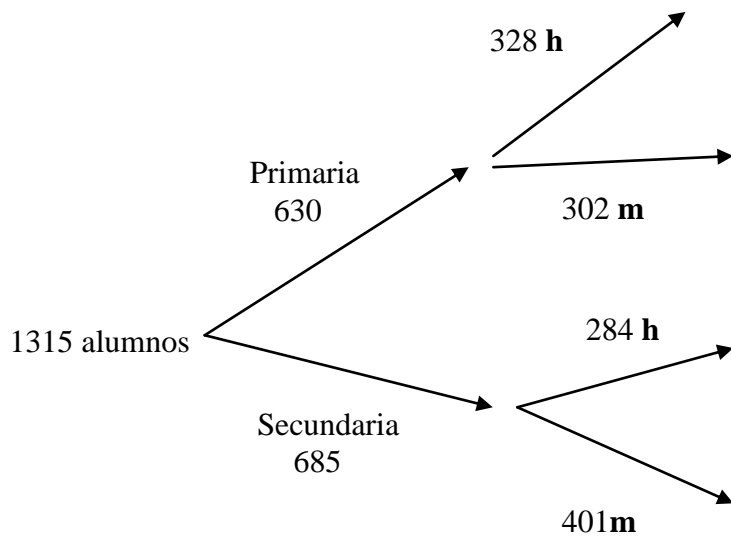 328 h
Primaria
630
302 m
1315 alumnos
284 h
Secundaria
685
401m